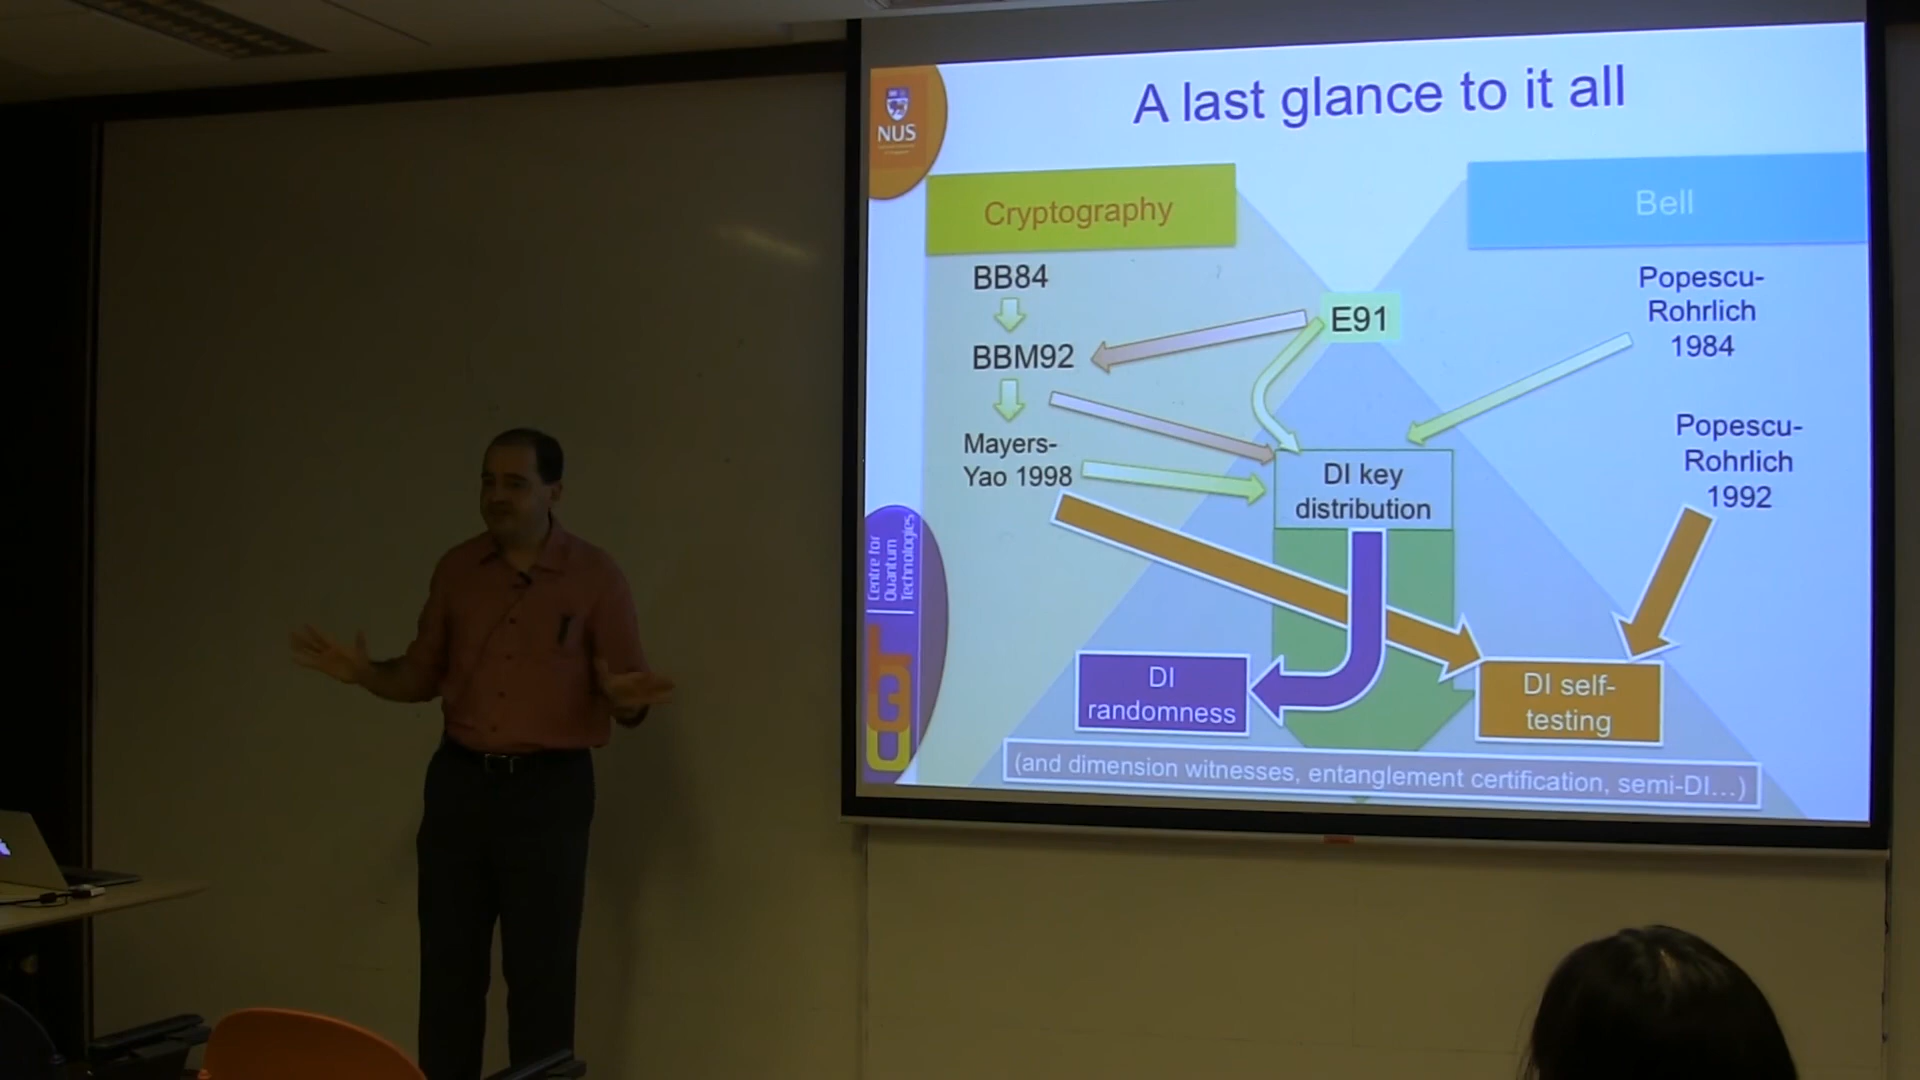 A last glance to it all
NUS
Cryptography
Bell
BB84
E91
Popescu-
Rohrlich
1984
BBM92
Mayers-
Yao 1998
DI key
distribution
Popescu-
Rohrlich
1992
Centre for
Quantum
Technologies
DI
randomness
DI self-
testing
(and dimension witnesses, entanglement certification, semi-DI...)